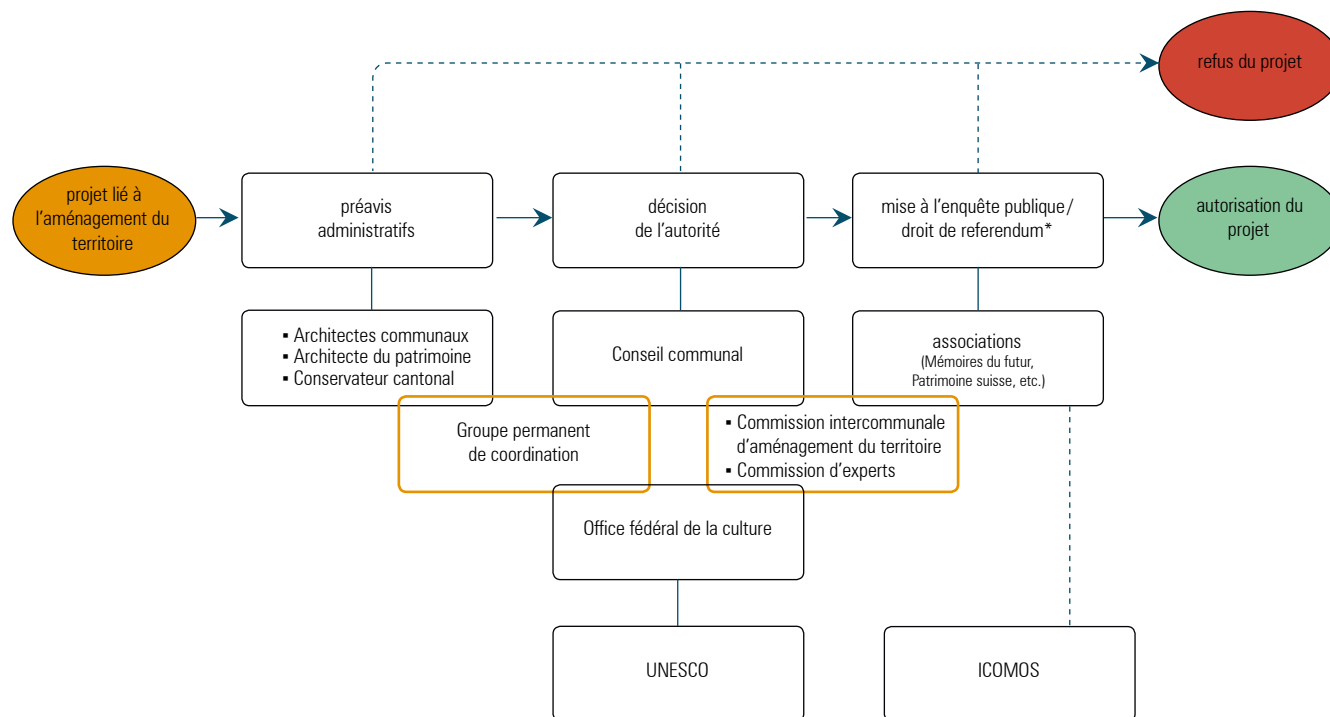 refus du projet
projet lié à
l'aménagement du
territoire
préavis
administratifs
décision
de l'autorité
mise à l'enquête publique/
droit de referendum*
autorisation du
projet
▪ Architectes communaux
▪ Architecte du patrimoine
▪ Conservateur cantonal
Conseil communal
associations
(Mémoires du futur,
Patrimoine suisse, etc.)
Groupe permanent
de coordination
▪ Commission intercommunale
d'aménagement du territoire
▪ Commission d'experts
Office fédéral de la culture
UNESCO
ICOMOS